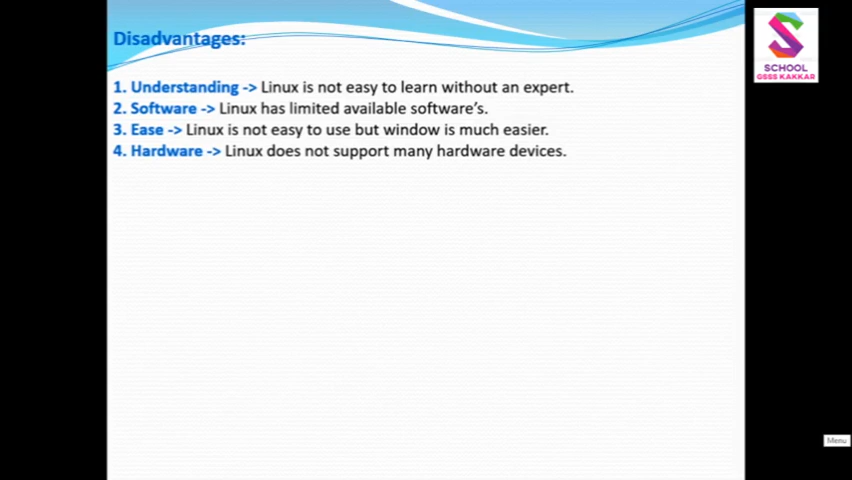 Disadvantages:
1. Understanding -> Linux is not easy to learn without an expert.
2. Software -> Linux has limited available software's.
3. Ease -> Linux is not easy to use but window is much easier.
4. Hardware -> Linux does not support many hardware devices.
SCHOOL
GSSS KAKKAR
Menu